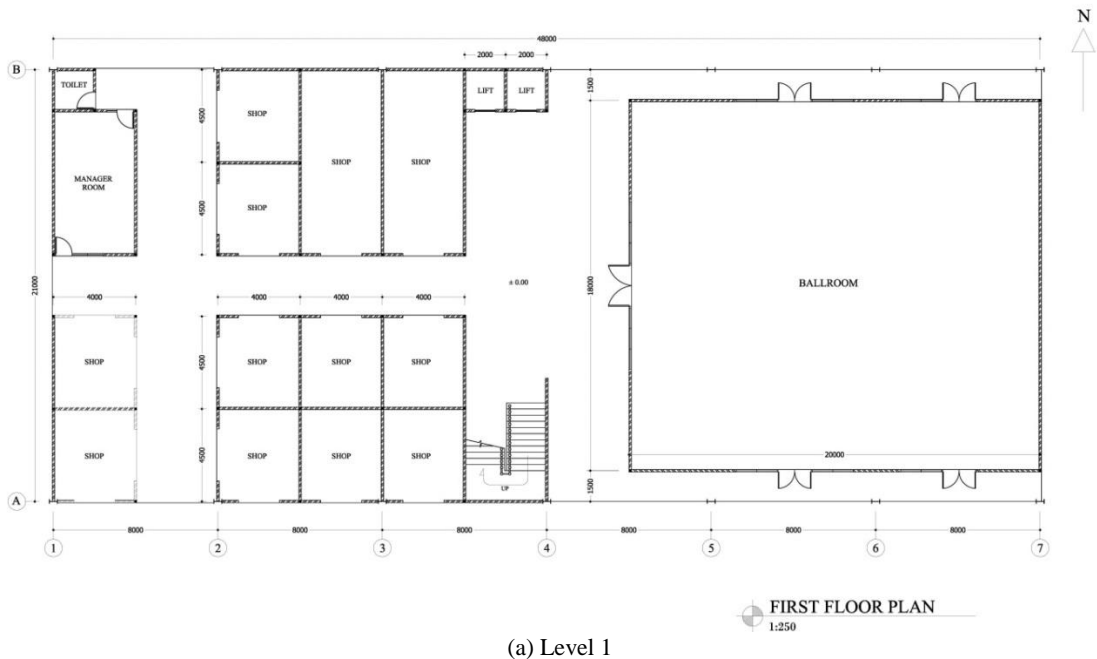 N
48000
2000
2000
B
TOILET
LIFT
LIFT
1500
4500
SHOP
SHOP
SHOP
MANAGER
ROOM
4500
SHOP
21000
± 0.00
18000
BALLROOM
4000
4000
4000
4000
SHOP
4500
SHOP
SHOP
SHOP
SHOP
4500
SHOP
SHOP
SHOP
20000
UP
1500
A
8000
8000
8000
8000
8000
8000
1
2
3
4
5
6
7
FIRST FLOOR PLAN
1:250
(a) Level 1